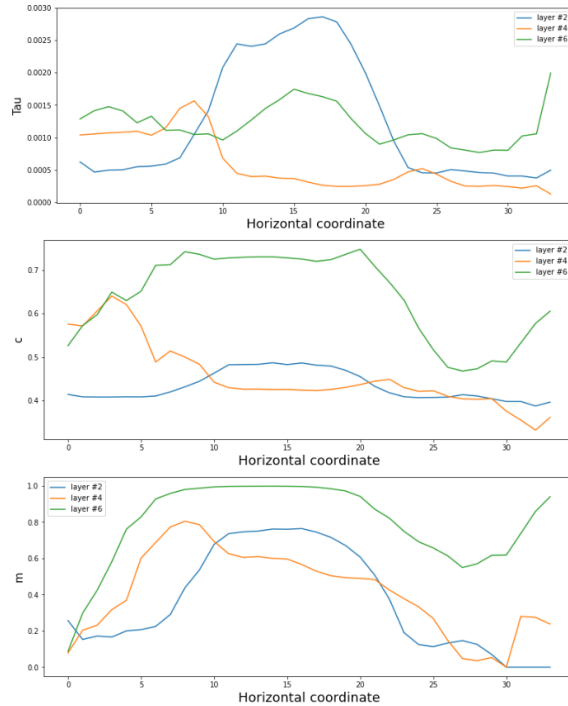 0.0030
0.0025
0.0020
0.0015
0.0010
0.0005
0.0000
Tau
layer #2
layer #4
layer #6
0 5 10 15 20 25 30
Horizontal coordinate
0.7
0.6
0.5
0.4
c
layer #2
layer #4
layer #6
0 5 10 15 20 25 30
Horizontal coordinate
1.0
0.8
0.6
0.4
0.2
0.0
m
layer #2
layer #4
layer #6
0 5 10 15 20 25 30
Horizontal coordinate